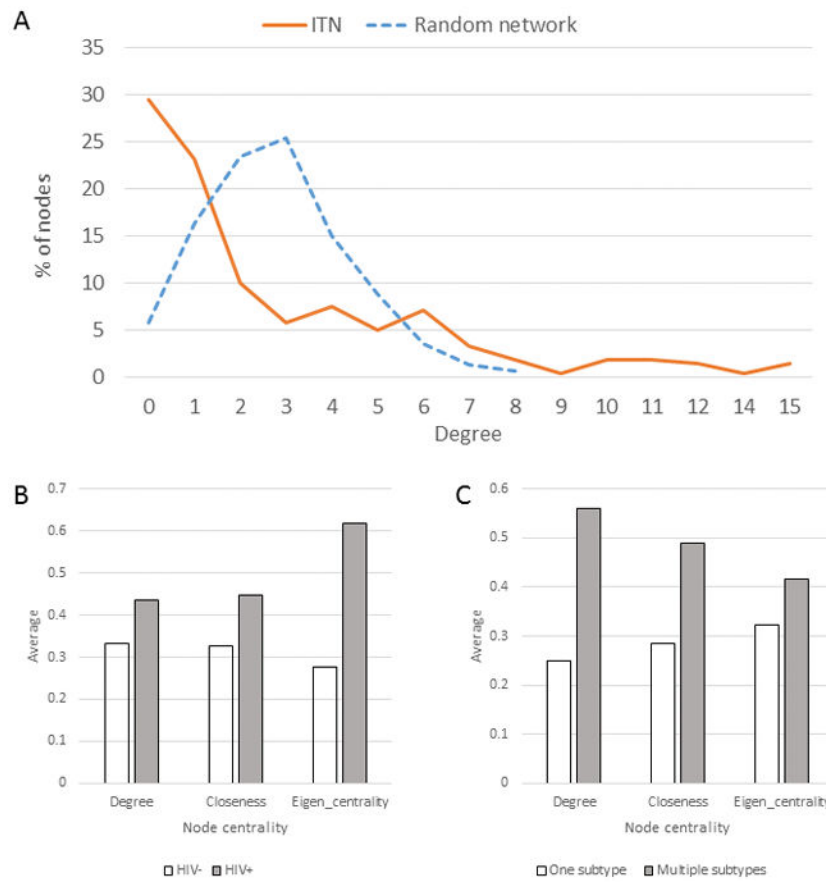 A
ITN Random network
35
30
25
20
15
10
5
0
% of nodes
0 1 2 3 4 5 6 7 8 9 10 11 12 14 15
Degree
B
0.7
0.6
0.5
0.4
0.3
0.2
0.1
0
Average
Degree Closeness Eigen_centrality
Node centrality
HIV- HIV+
C
0.6
0.5
0.4
0.3
0.2
0.1
0
Average
Degree Closeness Eigen_centrality
Node centrality
One subtype Multiple subtypes